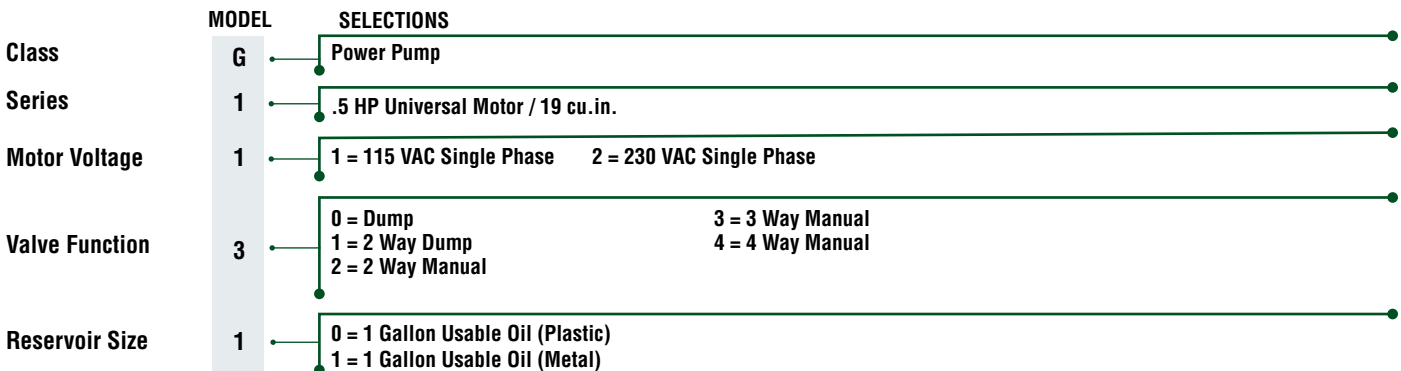 MODEL SELECTIONS
Class G Power Pump
Series 1 .5 HP Universal Motor / 19 cu.in.
Motor Voltage 1 1 = 115 VAC Single Phase 2 = 230 VAC Single Phase
Valve Function 3
0 = Dump 3 = 3 Way Manual
1 = 2 Way Dump 4 = 4 Way Manual
2 = 2 Way Manual
Reservoir Size 1
0 = 1 Gallon Usable Oil (Plastic)
1 = 1 Gallon Usable Oil (Metal)